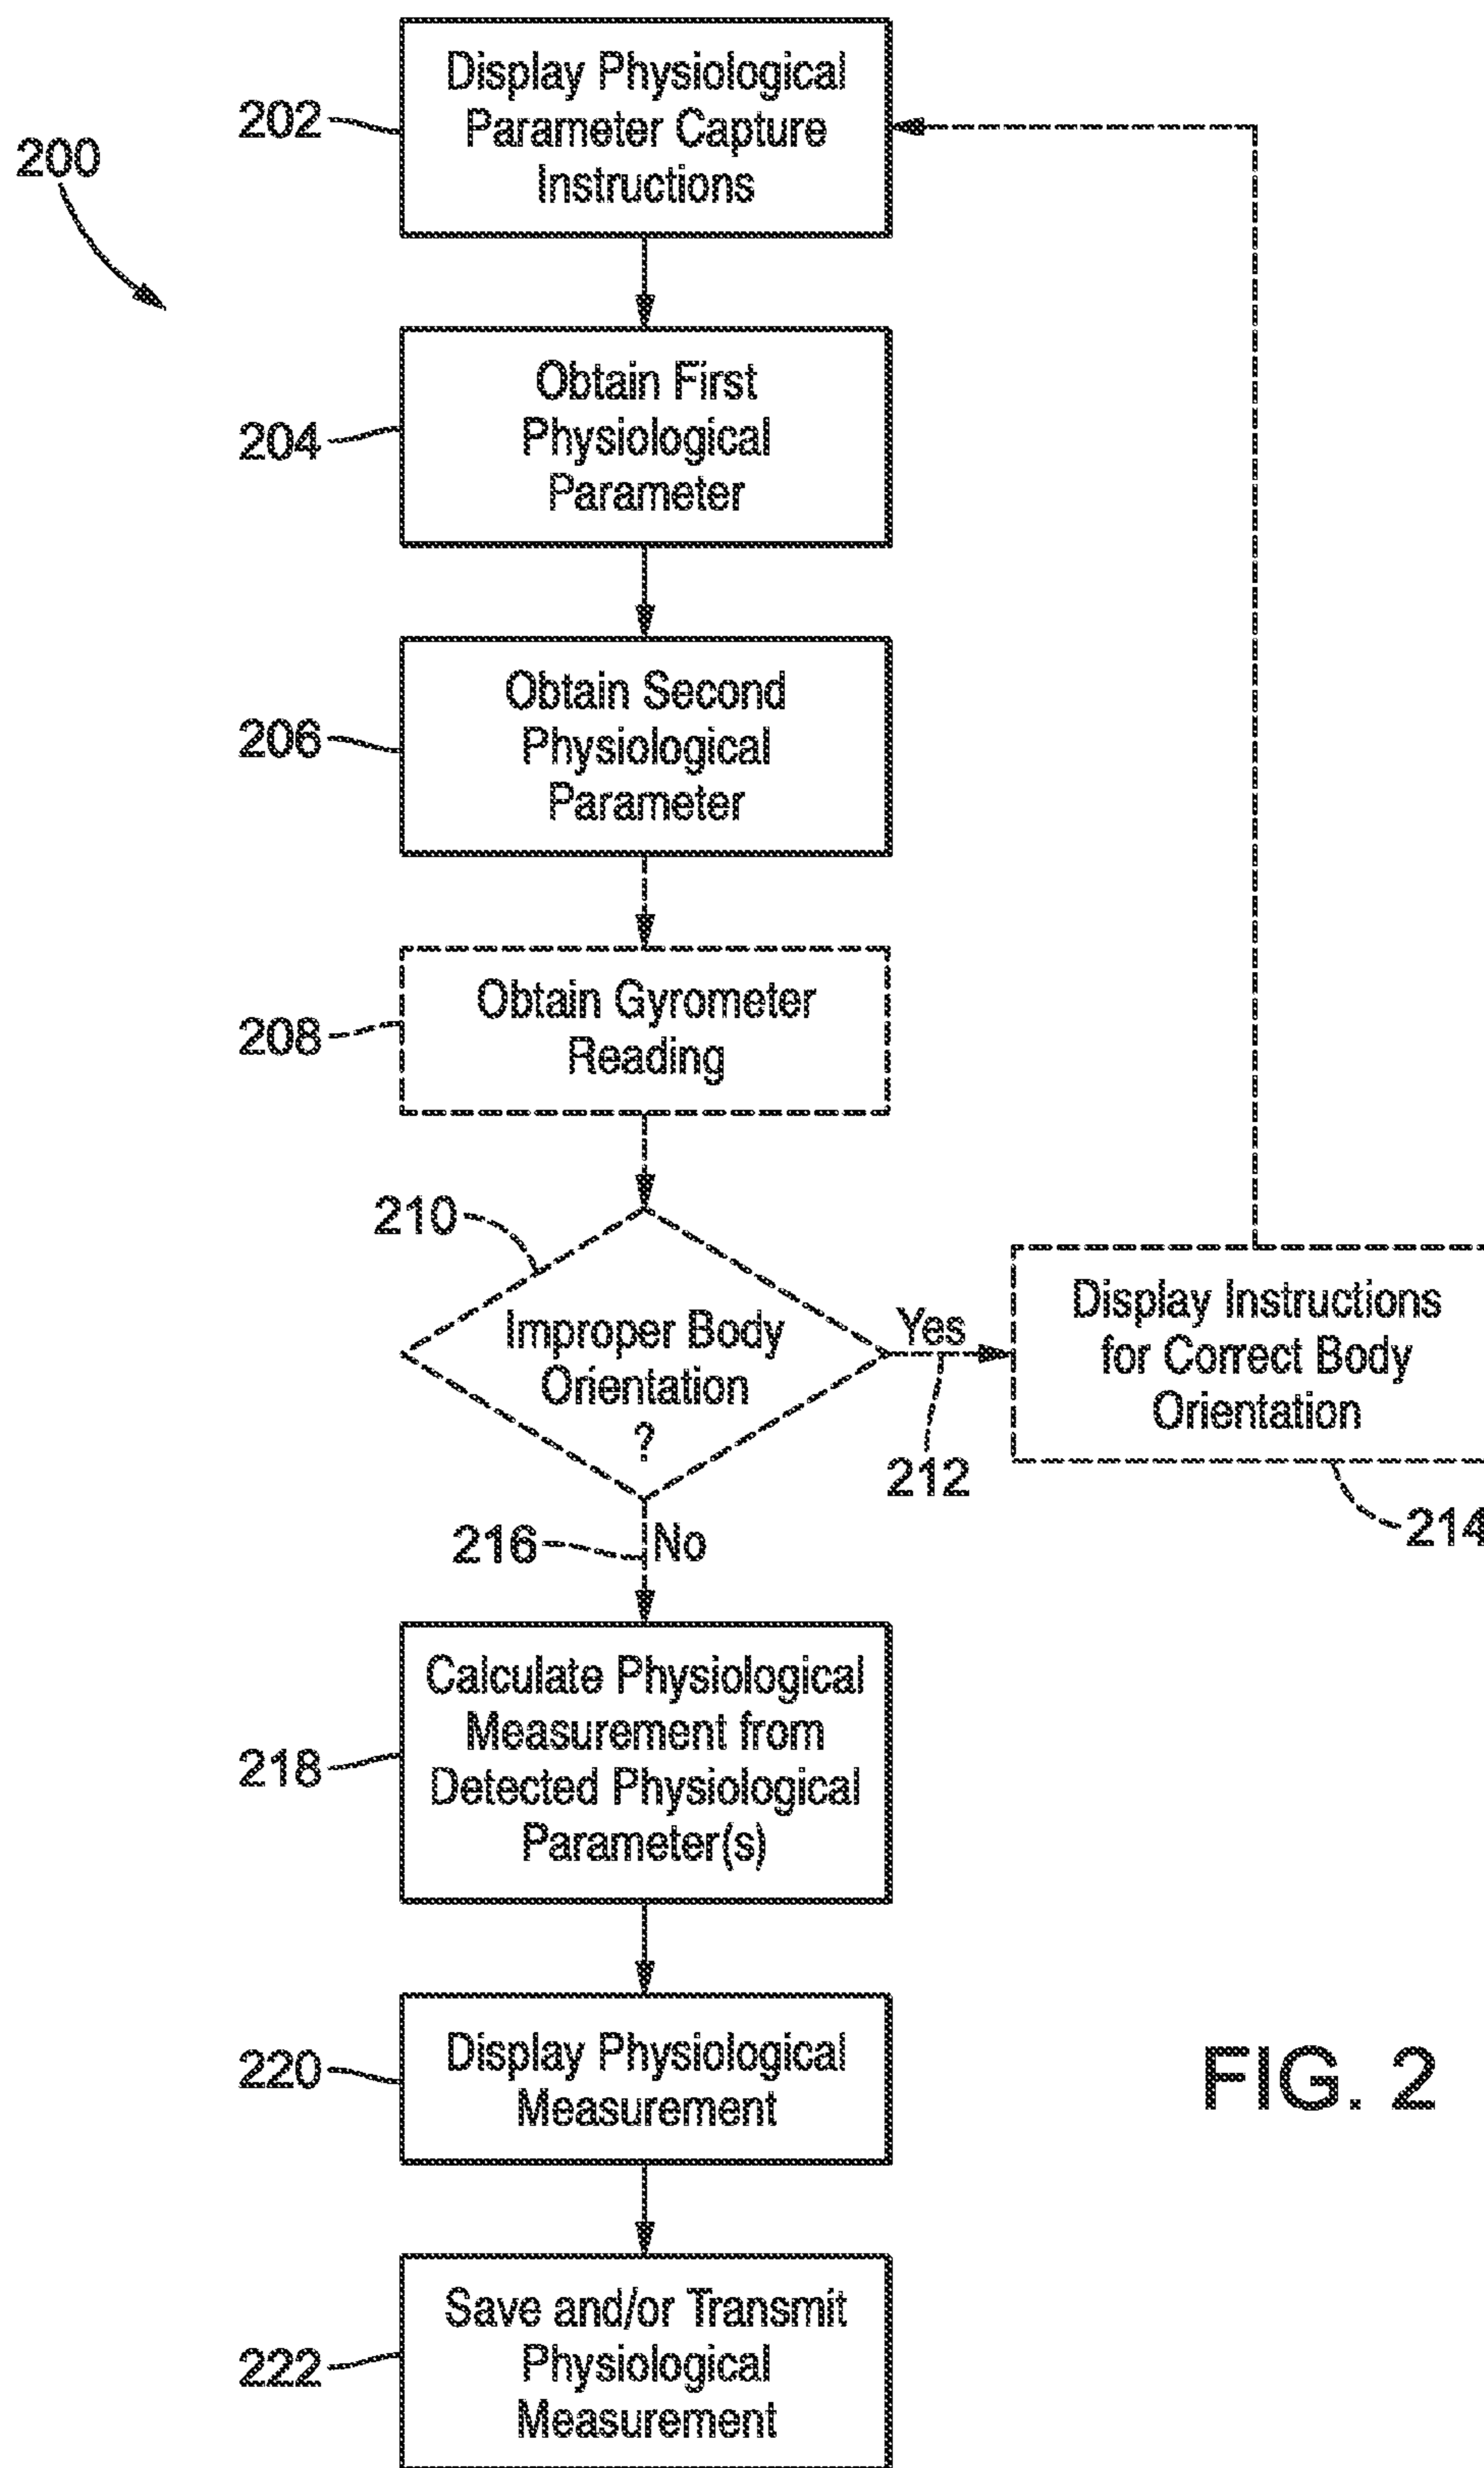 Display Physiological
Parameter Capture
Instructions
202
200
Obtain First
Physiological
Parameter
204
Obtain Second
Physiological
Parameter
206
Obtain Gyrometer
Reading
208
210
Improper Body
Orientation
?
Yes
212
Display Instructions
for Correct Body
Orientation
214
216
No
Calculate Physiological
Measurement from
Detected Physiological
Parameter(s)
218
Display Physiological
Measurement
220
FIG. 2
Save and/or Transmit
Physiological
Measurement
222